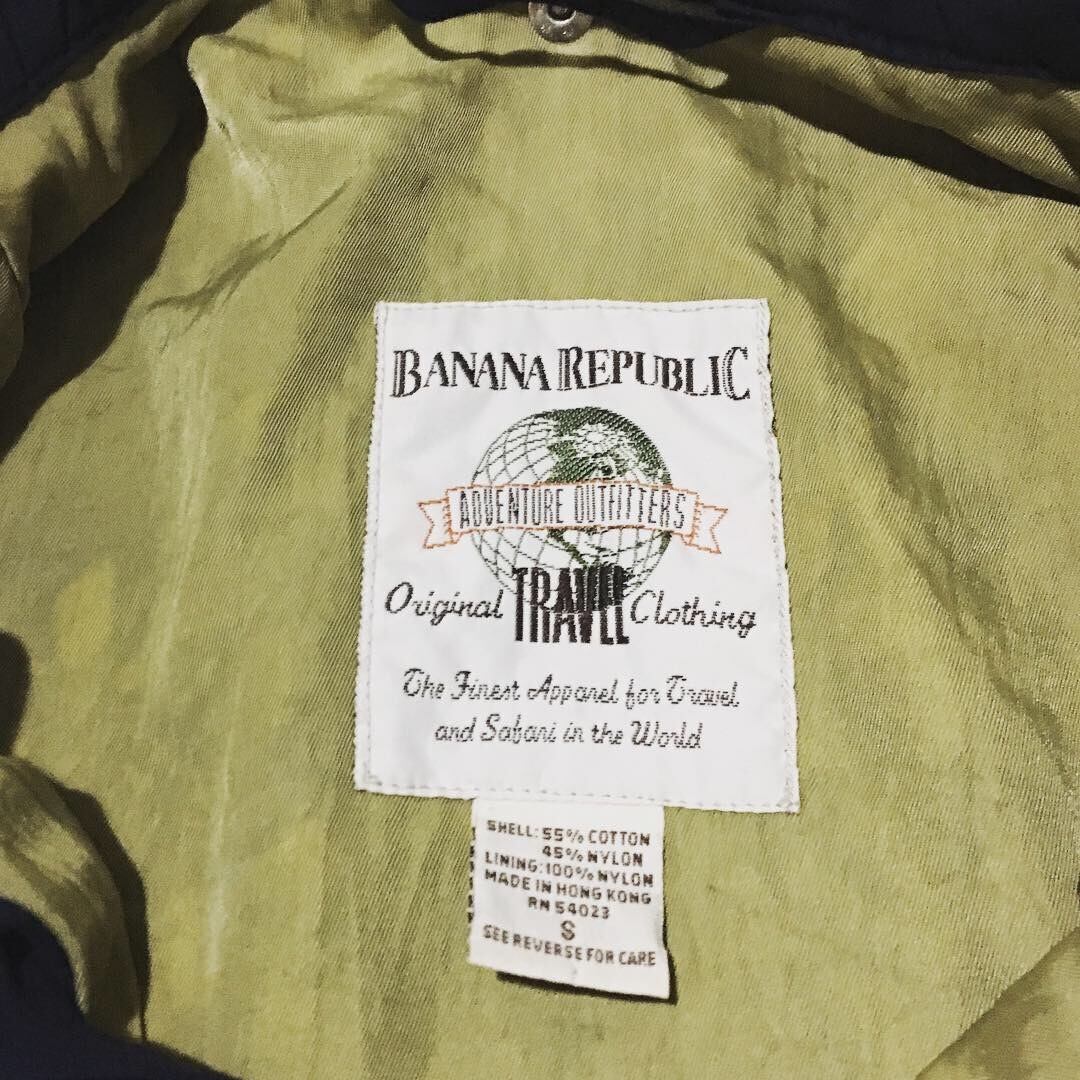 BANANA REPUBLIC
ADVENTURE OUTFITTERS
Original TRAVEL Clothing
The Finest Apparel for Travel
and Safari in the World
SHELL: 55% COTTON
45% NYLON
LINING: 100% NYLON
MADE IN HONG KONG
RN 54023
S
SEE REVERSE FOR CARE